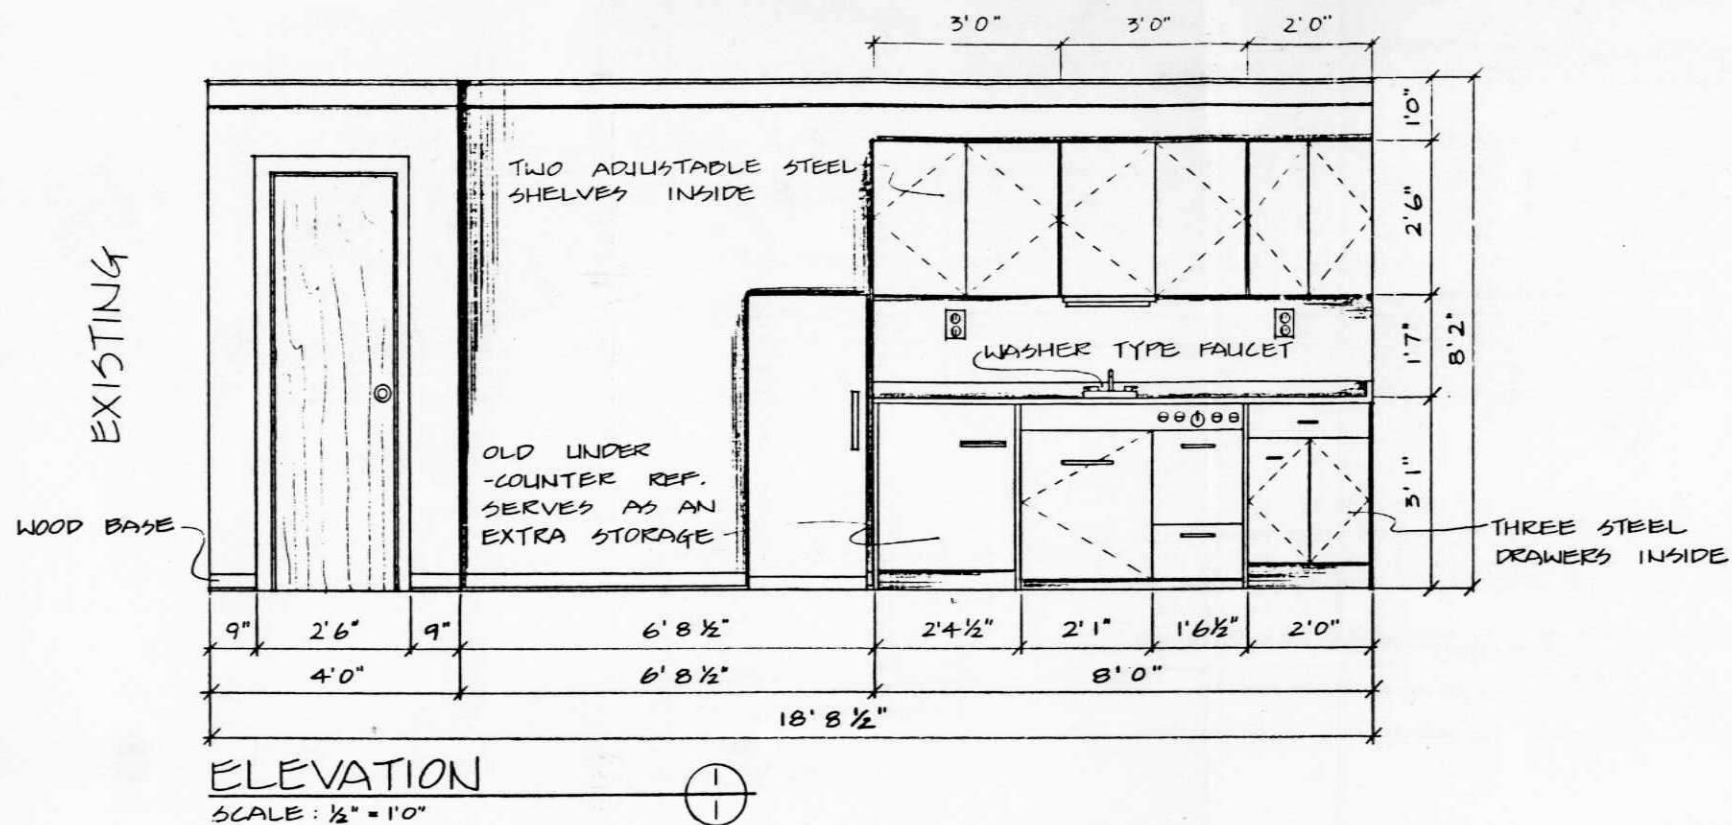 3'0" 3'0" 2'0"
TWO ADJUSTABLE STEEL
SHELVES INSIDE
1'0"
2'6"
1'7"
8'2"
3'1"
EXISTING
WASHER TYPE FAUCET
OLD UNDER
-COUNTER REF.
SERVES AS AN
EXTRA STORAGE
WOOD BASE
THREE STEEL
DRAWERS INSIDE
9" 2'6" 9" 6'8½" 2'4½" 2'1" 1'6½" 2'0"
4'0" 6'8½" 8'0"
18'8½"
ELEVATION
SCALE: ½" = 1'0"
1
1